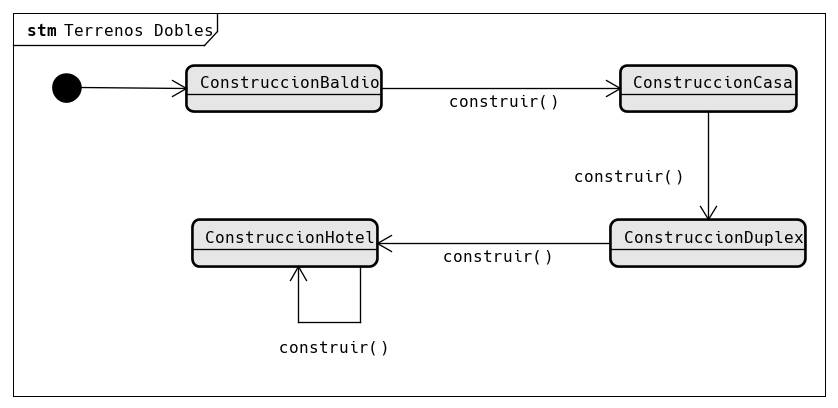 stm Terrenos Dobles
ConstruccionBaldio
ConstruccionCasa
construir()
construir()
ConstruccionHotel
ConstruccionDuplex
construir()
construir()